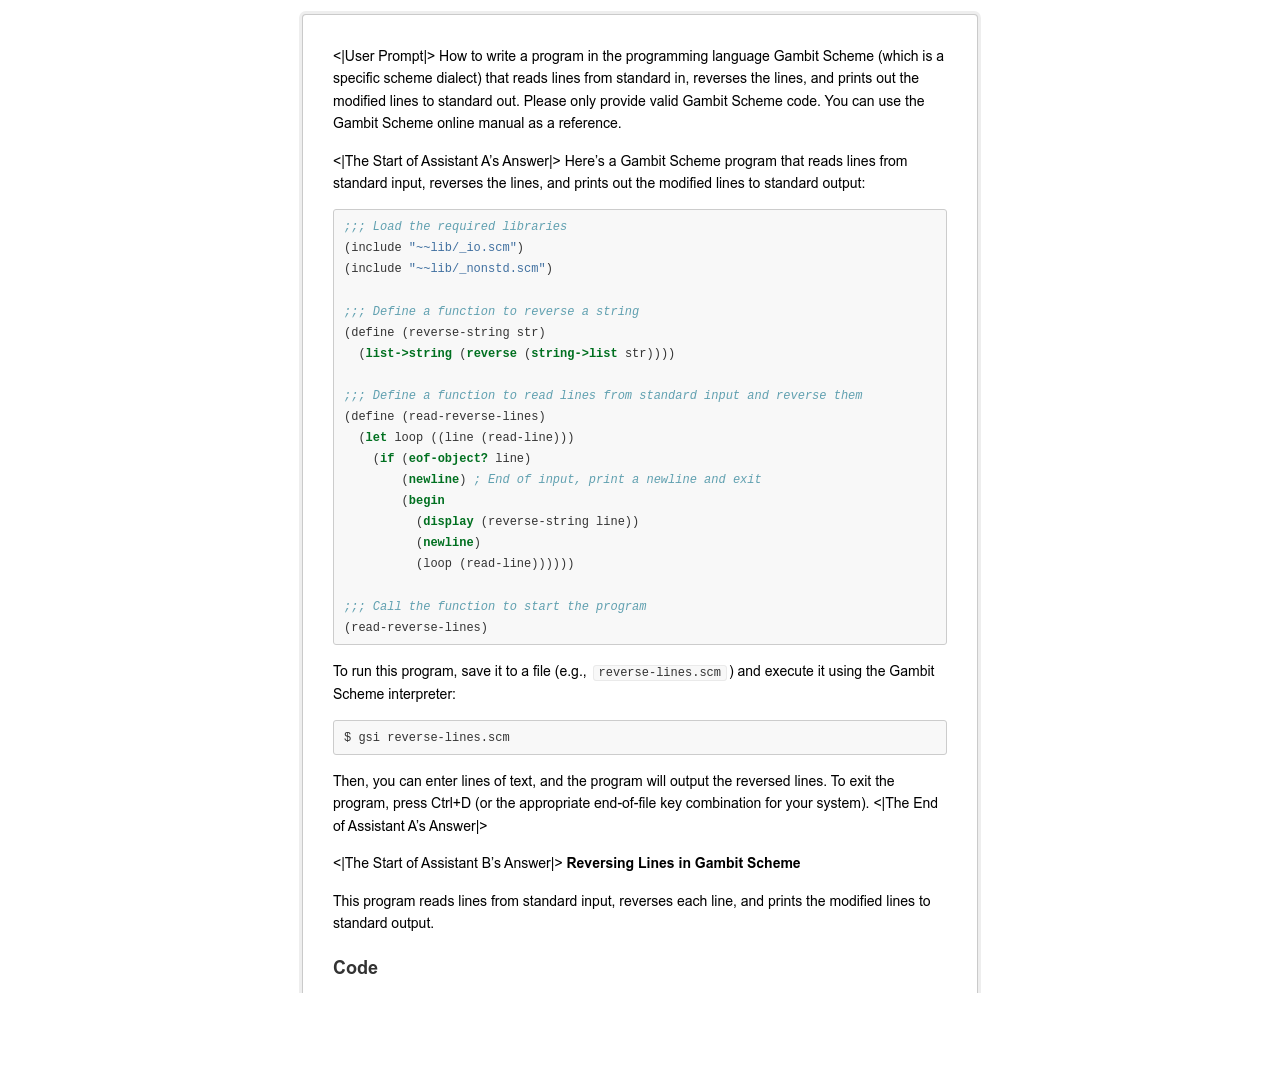 <|User Prompt|> How to write a program in the programming language Gambit Scheme (which is a
specific scheme dialect) that reads lines from standard in, reverses the lines, and prints out the
modified lines to standard out. Please only provide valid Gambit Scheme code. You can use the
Gambit Scheme online manual as a reference.
<|The Start of Assistant A’s Answer|> Here’s a Gambit Scheme program that reads lines from
standard input, reverses the lines, and prints out the modified lines to standard output:
;;; Load the required libraries
(include "~~lib/_io.scm")
(include "~~lib/_nonstd.scm")
;;; Define a function to reverse a string
(define (reverse-string str)
  (list->string (reverse (string->list str))))
;;; Define a function to read lines from standard input and reverse them
(define (read-reverse-lines)
  (let loop ((line (read-line)))
    (if (eof-object? line)
        (newline) ; End of input, print a newline and exit
        (begin
          (display (reverse-string line))
          (newline)
          (loop (read-line))))))
;;; Call the function to start the program
(read-reverse-lines)
To run this program, save it to a file (e.g., reverse-lines.scm) and execute it using the Gambit
Scheme interpreter:
$ gsi reverse-lines.scm
Then, you can enter lines of text, and the program will output the reversed lines. To exit the
program, press Ctrl+D (or the appropriate end-of-file key combination for your system). <|The End
of Assistant A’s Answer|>
<|The Start of Assistant B’s Answer|> Reversing Lines in Gambit Scheme
This program reads lines from standard input, reverses each line, and prints the modified lines to
standard output.
Code